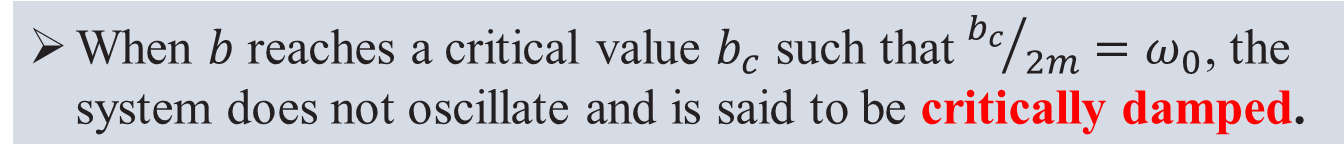 ➤ When b reaches a critical value b_c such that b_c/2m = ω₀, the
system does not oscillate and is said to be critically damped.